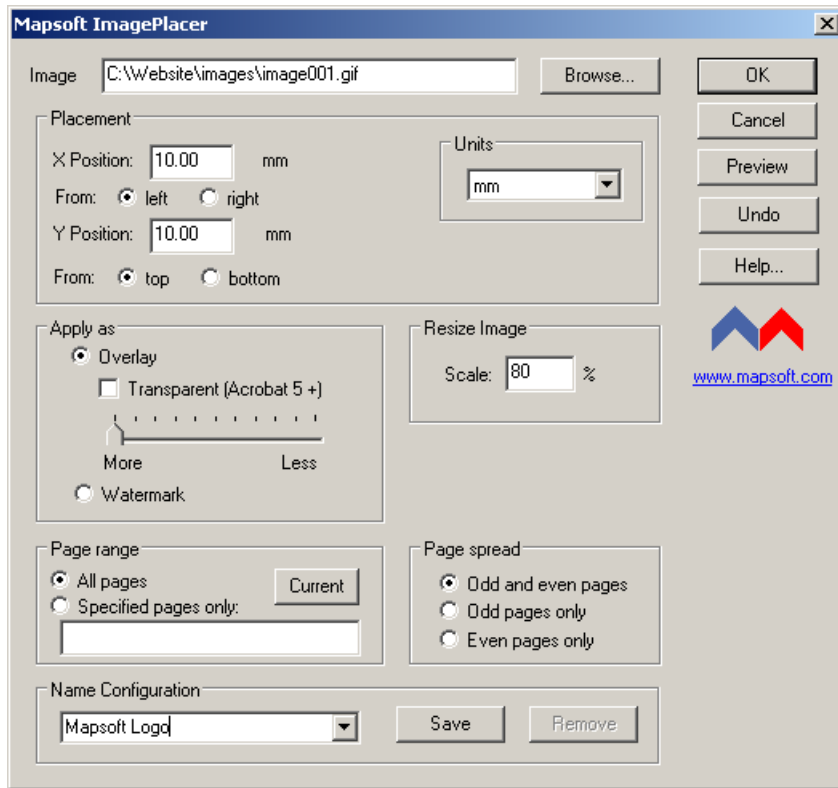 Mapsoft ImagePlacer
Image C:\Website\images\image001.gif Browse... OK
Cancel
Preview
Undo
Help...
www.mapsoft.com
Placement
X Position: 10.00 mm
From: left right
Y Position: 10.00 mm
From: top bottom
Units
mm
Apply as
Overlay
Transparent (Acrobat 5 +)
More Less
Watermark
Resize Image
Scale: 80 %
Page range
All pages
Current
Specified pages only:
Page spread
Odd and even pages
Odd pages only
Even pages only
Name Configuration
Mapsoft Logo Save Remove